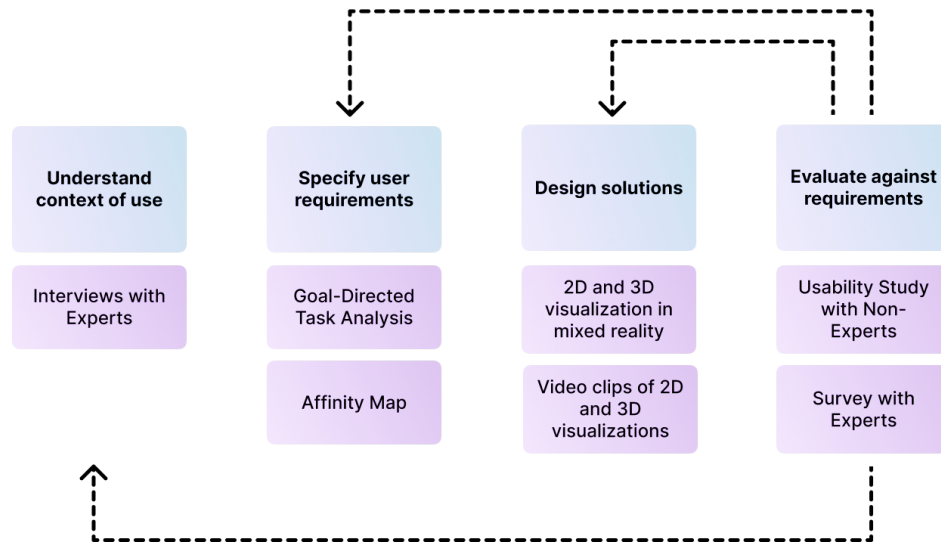 Understand
context of use
Specify user
requirements
Design solutions
Evaluate against
requirements
Interviews with
Experts
Goal-Directed
Task Analysis
2D and 3D
visualization in
mixed reality
Usability Study
with Non-
Experts
Affinity Map
Video clips of 2D
and 3D
visualizations
Survey with
Experts